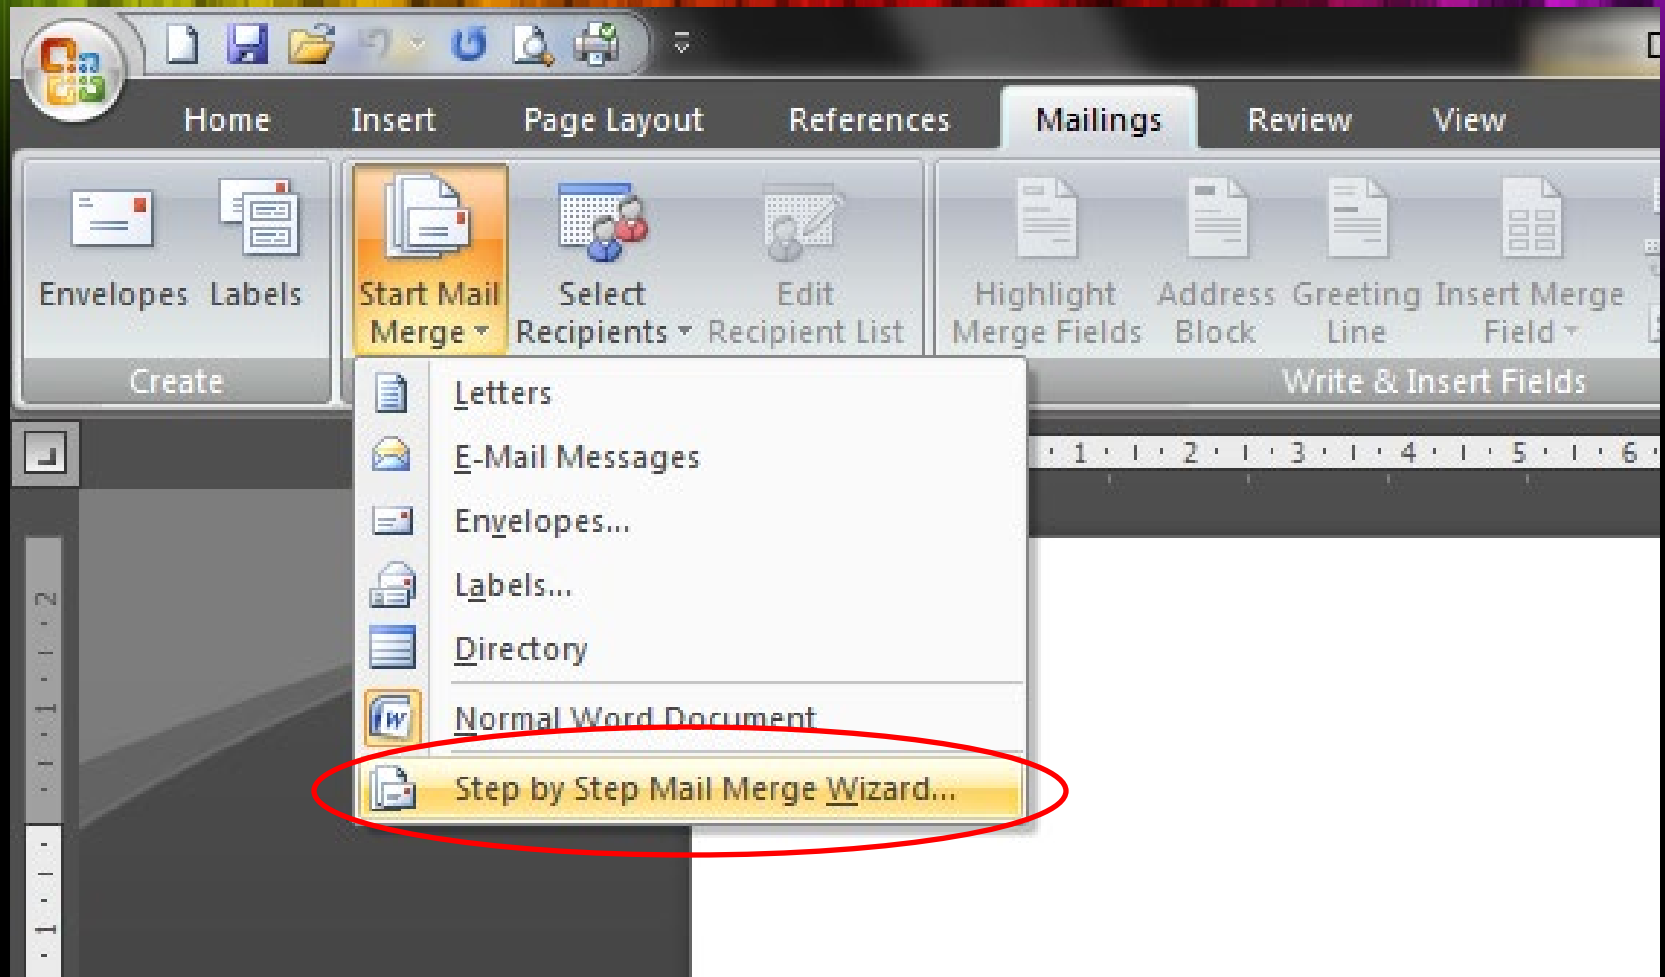 Home Insert Page Layout References Mailings Review View
Envelopes Labels Start Mail Merge Select Recipients Edit Recipient List Highlight Merge Fields Address Block Greeting Line Insert Merge Field
Create Write & Insert Fields
Letters
E-Mail Messages
Envelopes...
Labels...
Directory
Normal Word Document
Step by Step Mail Merge Wizard...
1 2 3 4 5 6
2
1
1